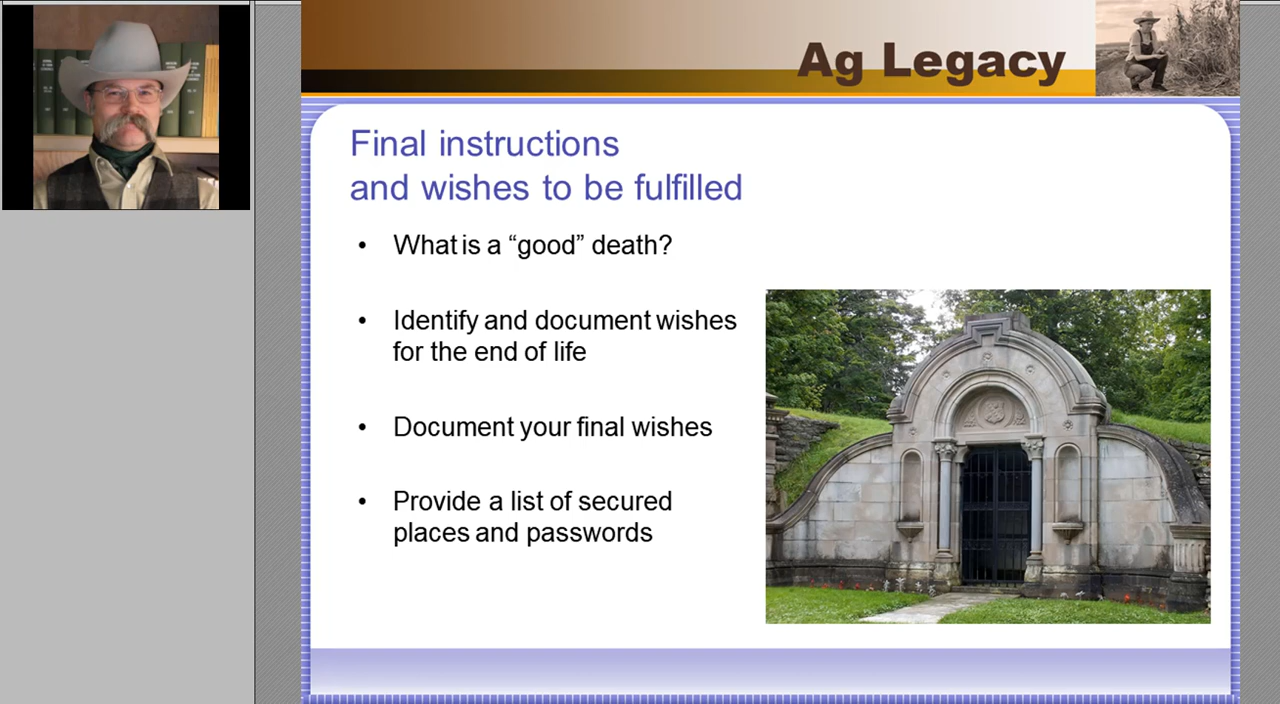 Ag Legacy
Final instructions
and wishes to be fulfilled
• What is a “good” death?
• Identify and document wishes
for the end of life
• Document your final wishes
• Provide a list of secured
places and passwords